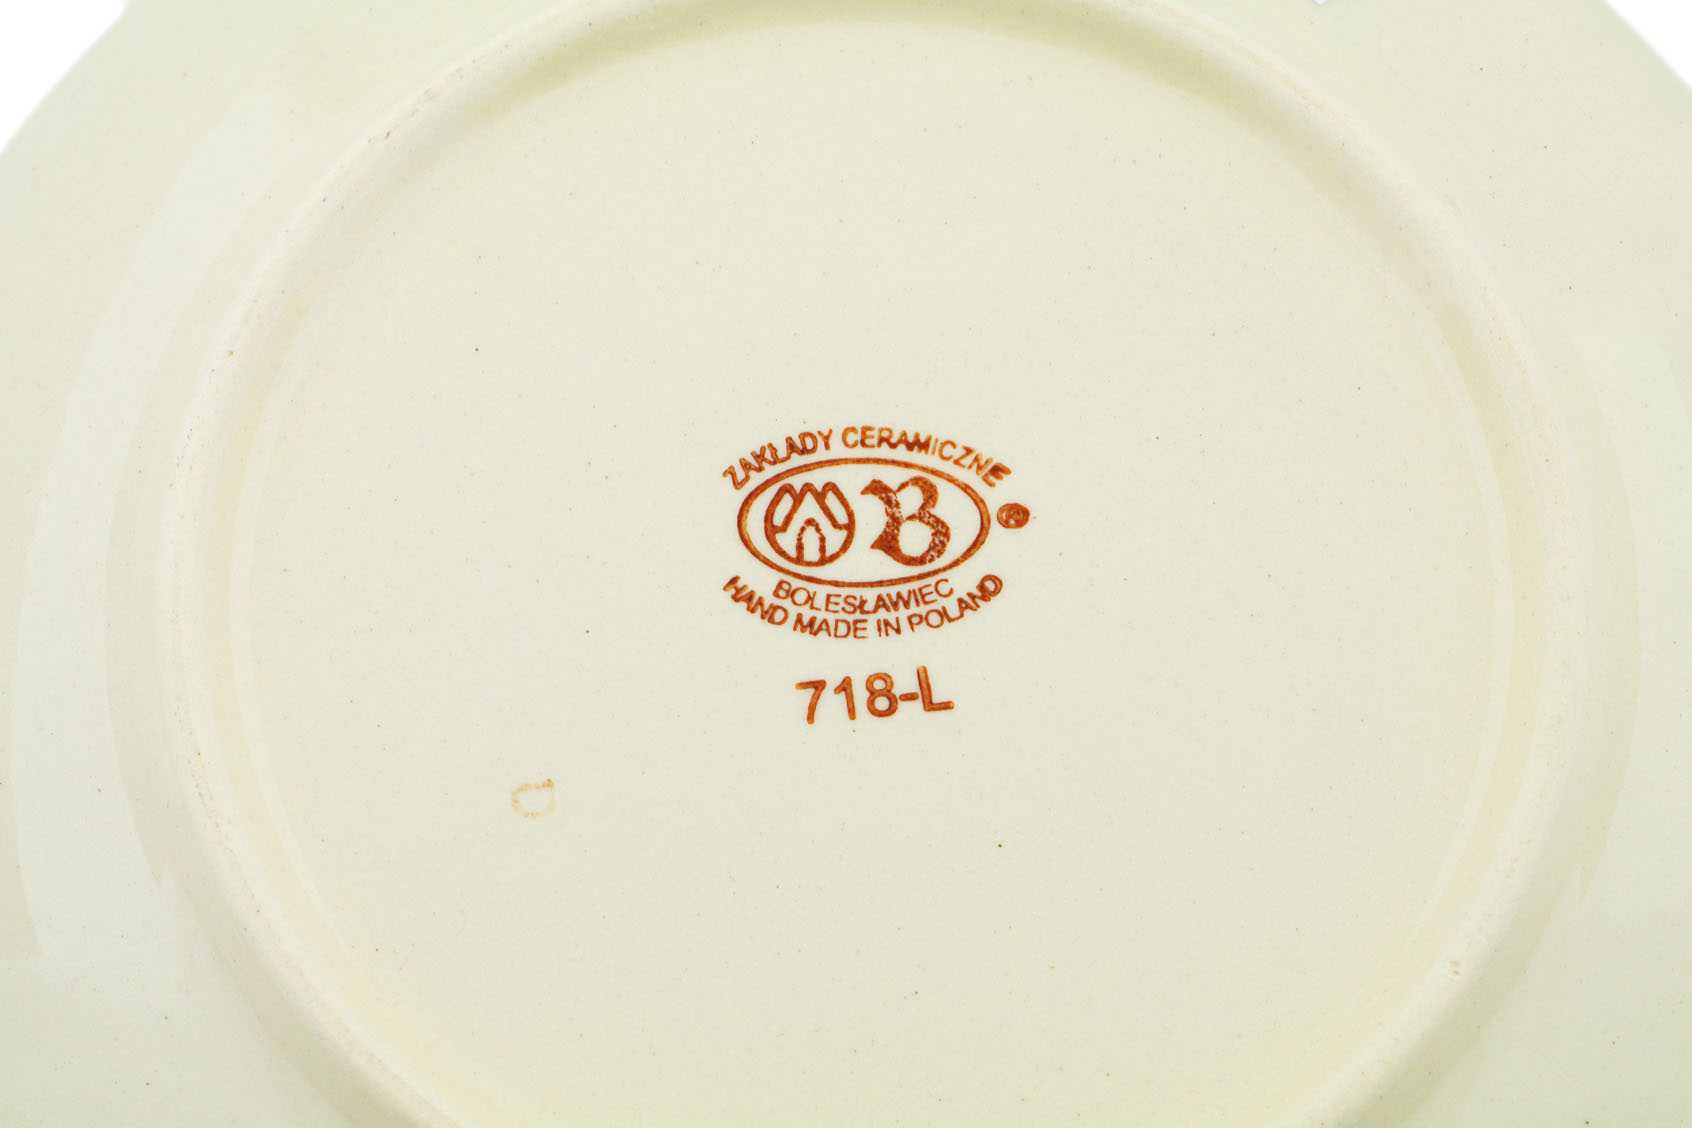 ZAKŁADY CERAMICZNE
B ®
BOLESŁAWIEC
HAND MADE IN POLAND
718-L